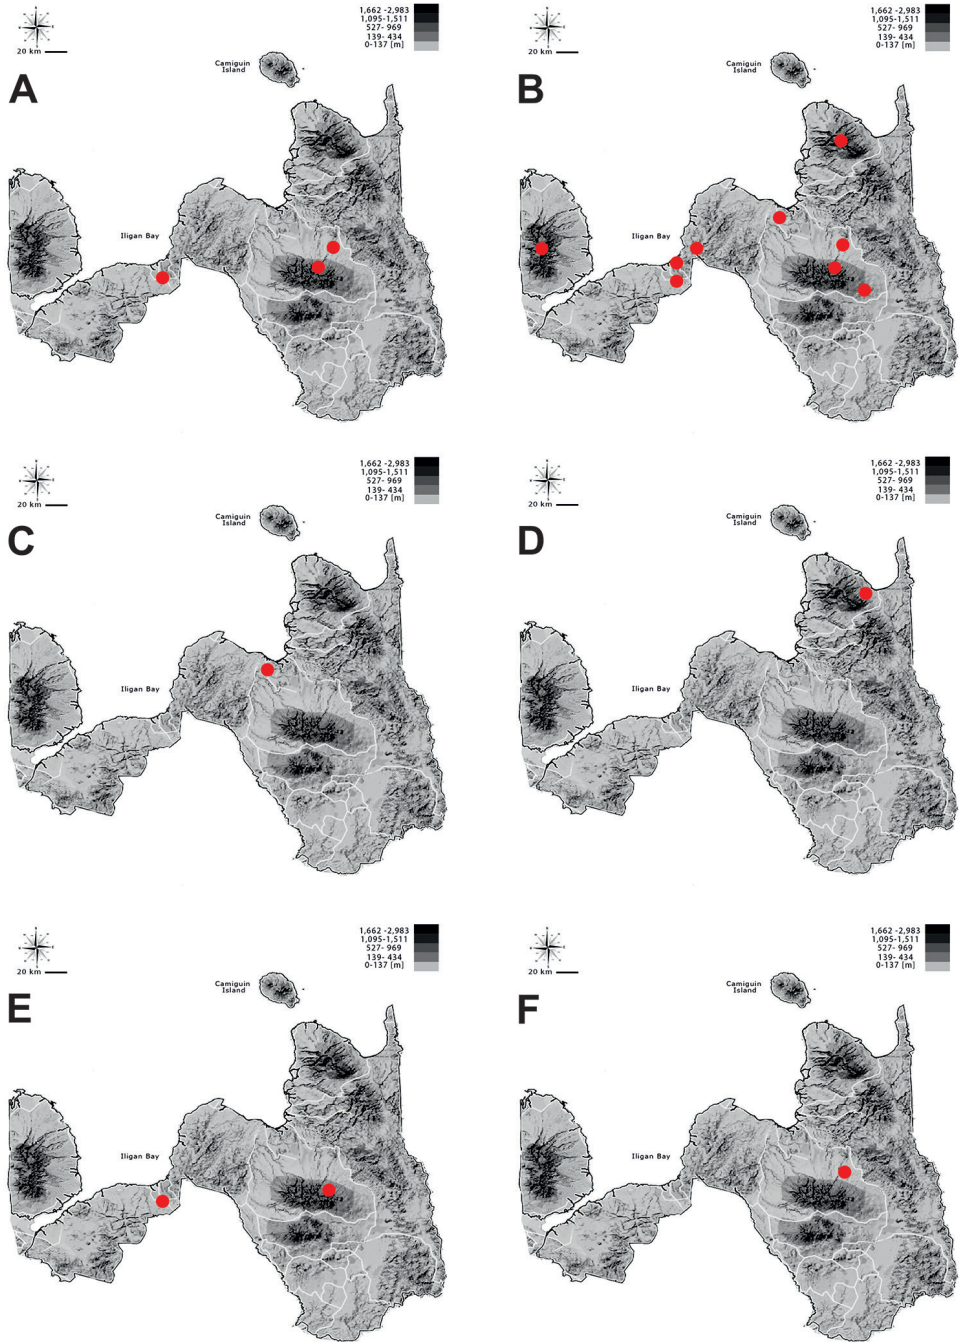 A
20 km
1,662 -2,983
1,095-1,511
527- 969
139- 434
0-137 [m]
Camiguin
Island
Iligan Bay
B
20 km
1,662 -2,983
1,095-1,511
527- 969
139- 434
0-137 [m]
Camiguin
Island
Iligan Bay
C
20 km
1,662 -2,983
1,095-1,511
527- 969
139- 434
0-137 [m]
Camiguin
Island
Iligan Bay
D
20 km
1,662 -2,983
1,095-1,511
527- 969
139- 434
0-137 [m]
Camiguin
Island
Iligan Bay
E
20 km
1,662 -2,983
1,095-1,511
527- 969
139- 434
0-137 [m]
Camiguin
Island
Iligan Bay
F
20 km
1,662 -2,983
1,095-1,511
527- 969
139- 434
0-137 [m]
Camiguin
Island
Iligan Bay